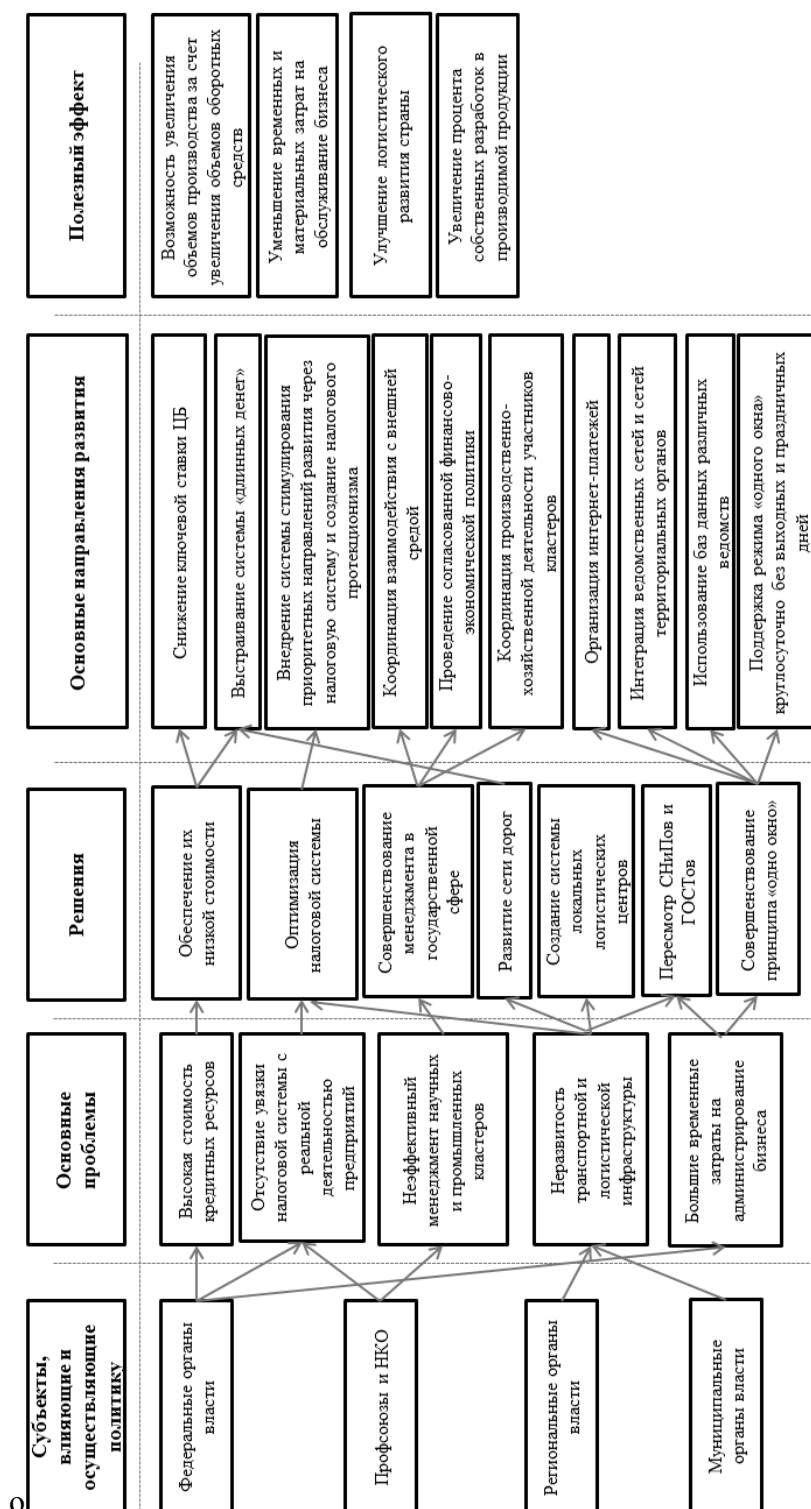 Субъекты,
влияющие и
осуществляющие
политику
Основные
проблемы
Решения
Основные направления развития
Полезный эффект
Федеральные органы
власти
Профсоюзы и НКО
Региональные органы
власти
Муниципальные
органы власти
Высокая стоимость
кредитных ресурсов
Отсутствие увязки
налоговой системы с
реальной
деятельностью
предприятий
Неэффективный
менеджмент научных
и промышленных
кластеров
Неразвитость
транспортной и
логистической
инфраструктуры
Большие временные
затраты на
администрирование
бизнеса
Обеспечение их
низкой стоимости
Оптимизация
налоговой системы
Совершенствование
менеджмента в
государственной
сфере
Развитие сети дорог
Создание системы
локальных
логистических
центров
Пересмотр СНиПов и
ГОСТов
Совершенствование
принципа «одно окно»
Снижение ключевой ставки ЦБ
Выстраивание системы «длинных денег»
Внедрение системы стимулирования
приоритетных направлений развития через
налоговую систему и создание налогового
протекционизма
Координация взаимодействия с внешней
средой
Проведение согласованной финансово-
экономической политики
Координация производственно-
хозяйственной деятельности участников
кластеров
Организация интернет-платежей
Интеграция ведомственных сетей и сетей
территориальных органов
Использование баз данных различных
ведомств
Поддержка режима «одного окна»
круглосуточно без выходных и праздничных
дней
Возможность увеличения
объемов производства за счет
увеличения объемов оборотных
средств
Уменьшение временных и
материальных затрат на
обслуживание бизнеса
Улучшение логистического
развития страны
Увеличение процента
собственных разработок в
производимой продукции